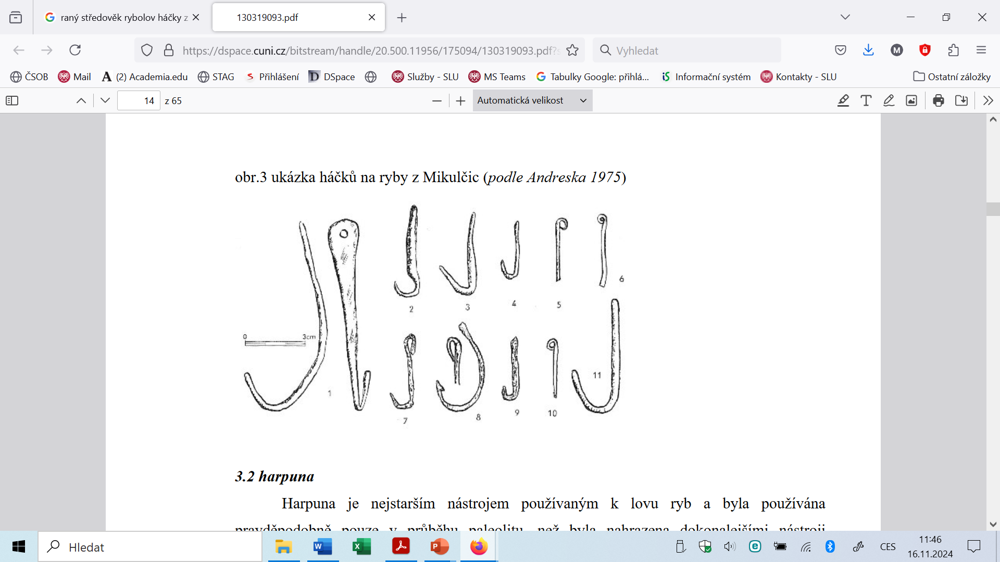 raný středověk rybolov háčky z
130319093.pdf
https://dspace.cuni.cz/bitstream/handle/20.500.11956/175094/130319093.pdf?s
Vyhledat
M
ČSOB Mail A (2) Academia.edu STAG Přihlášení DSpace Služby - SLU MS Teams Tabulky Google: přihlá... Informační systém Kontakty - SLU Ostatní záložky
14 z 65 Automatická velikost
obr.3 ukázka háčků na ryby z Mikulčic (podle Andreska 1975)
0 3cm
1
2
3
4
5
6
7
8
9
10
11
3.2 harpuna
Harpuna je nejstarším nástrojem používaným k lovu ryb a byla používána
pravděpodobně pouze v průběhu paleolitu, než byla nahrazena dokonalejšími nástroji
Hledat
CES
11:46
16.11.2024